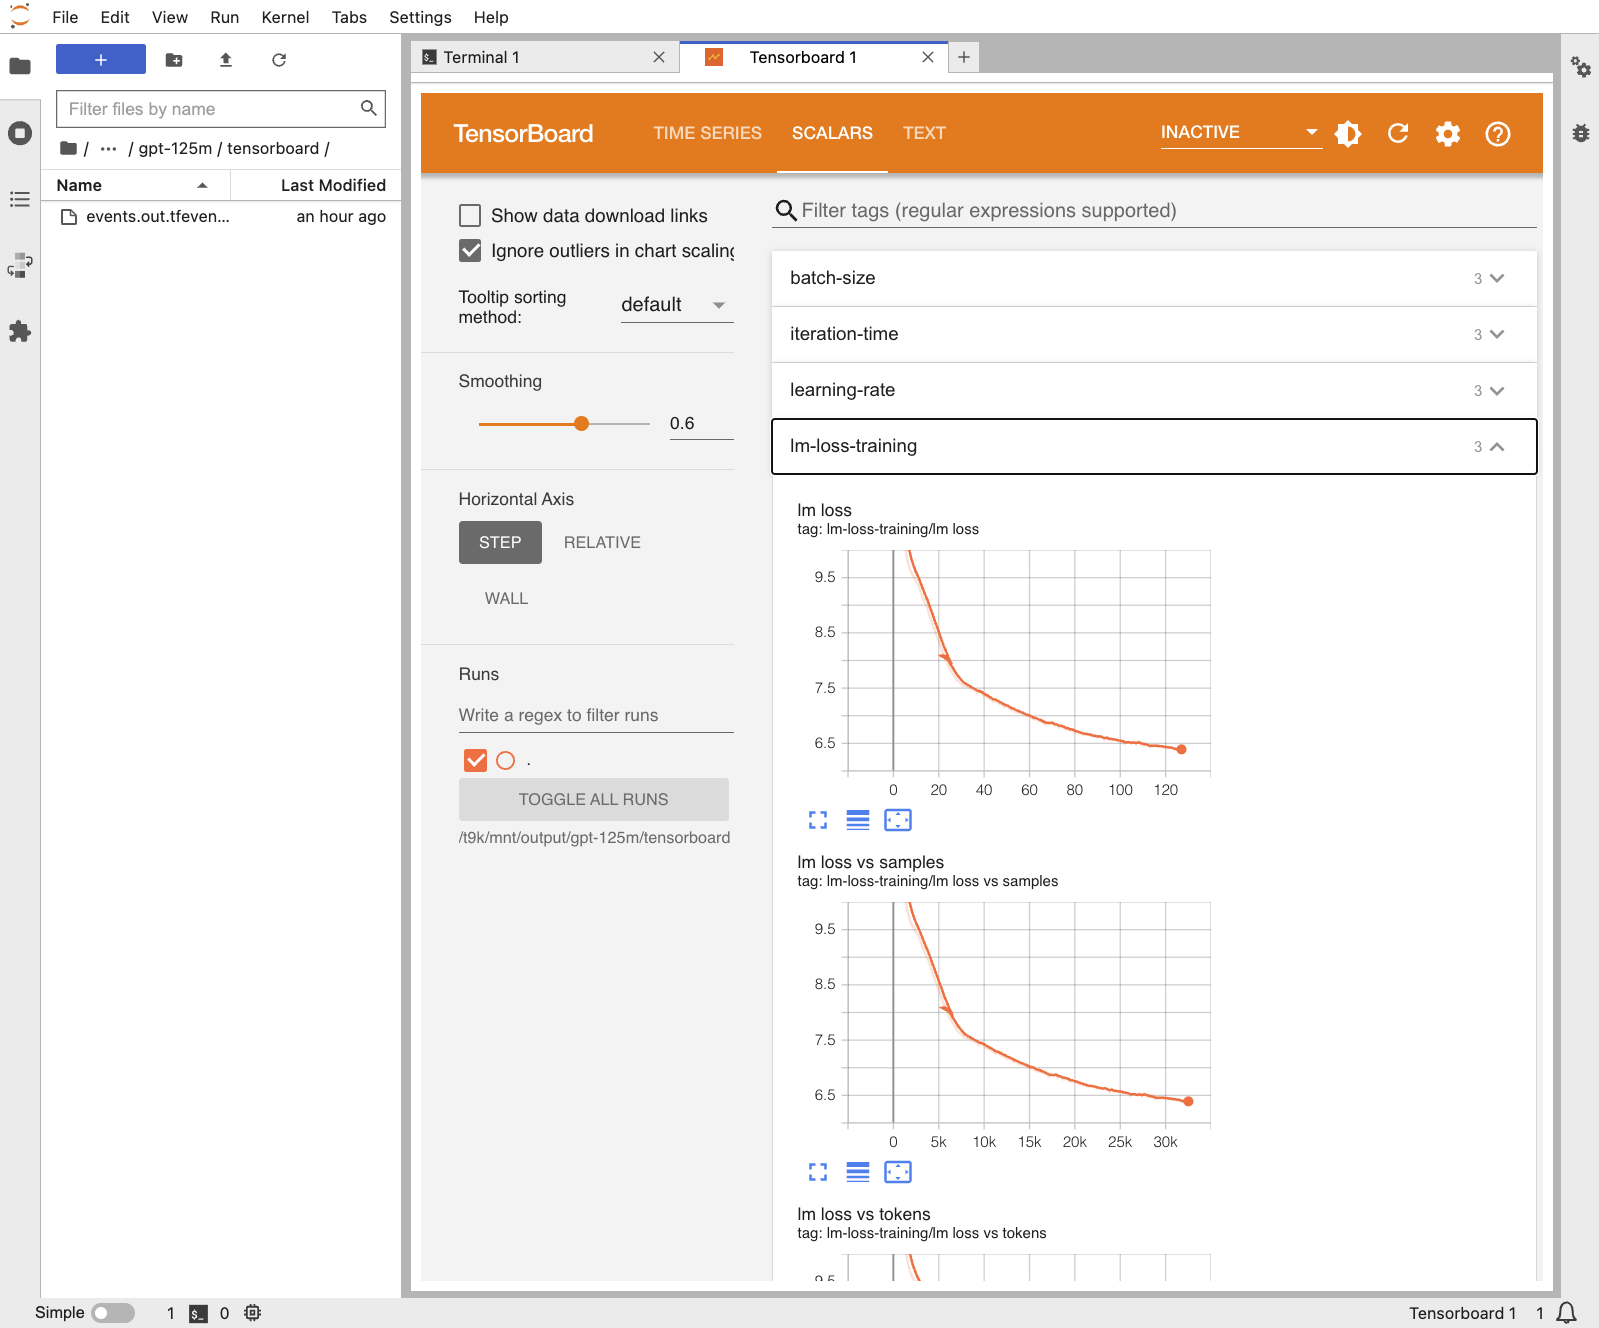 File Edit View Run Kernel Tabs Settings Help
+
Filter files by name
/ ··· / gpt-125m / tensorboard /
Name Last Modified
events.out.tfeven... an hour ago
Terminal 1
Tensorboard 1
TensorBoard
TIME SERIES SCALARS TEXT
INACTIVE
Show data download links
Ignore outliers in chart scaling
Tooltip sorting
method:
default
Smoothing
0.6
Horizontal Axis
STEP RELATIVE
WALL
Runs
Write a regex to filter runs
.
TOGGLE ALL RUNS
/t9k/mnt/output/gpt-125m/tensorboard
Filter tags (regular expressions supported)
batch-size 3
iteration-time 3
learning-rate 3
lm-loss-training 3
lm loss
tag: lm-loss-training/lm loss
9.5
8.5
7.5
6.5
0 20 40 60 80 100 120
lm loss vs samples
tag: lm-loss-training/lm loss vs samples
9.5
8.5
7.5
6.5
0 5k 10k 15k 20k 25k 30k
lm loss vs tokens
tag: lm-loss-training/lm loss vs tokens
9.5
Simple 1 $_ 0
Tensorboard 1 1